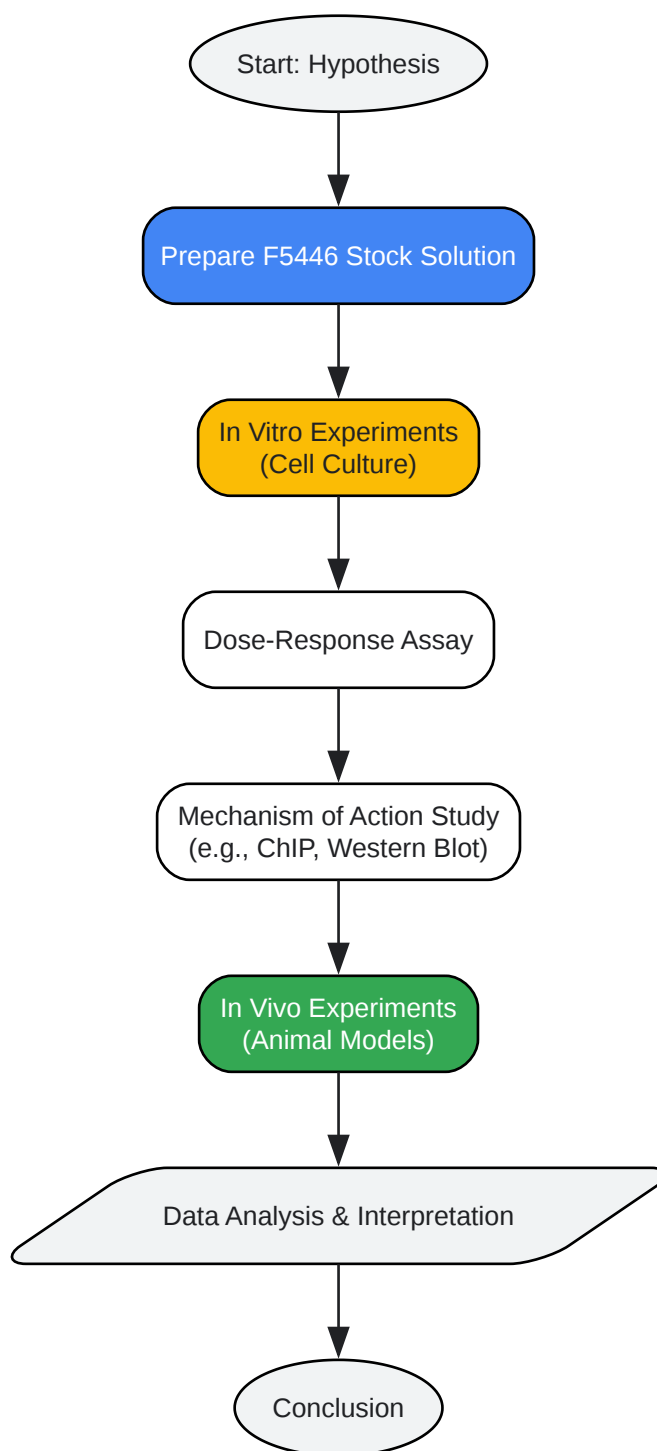 Start: Hypothesis
Prepare F5446 Stock Solution
In Vitro Experiments
(Cell Culture)
Dose-Response Assay
Mechanism of Action Study
(e.g., ChIP, Western Blot)
In Vivo Experiments
(Animal Models)
Data Analysis & Interpretation
Conclusion